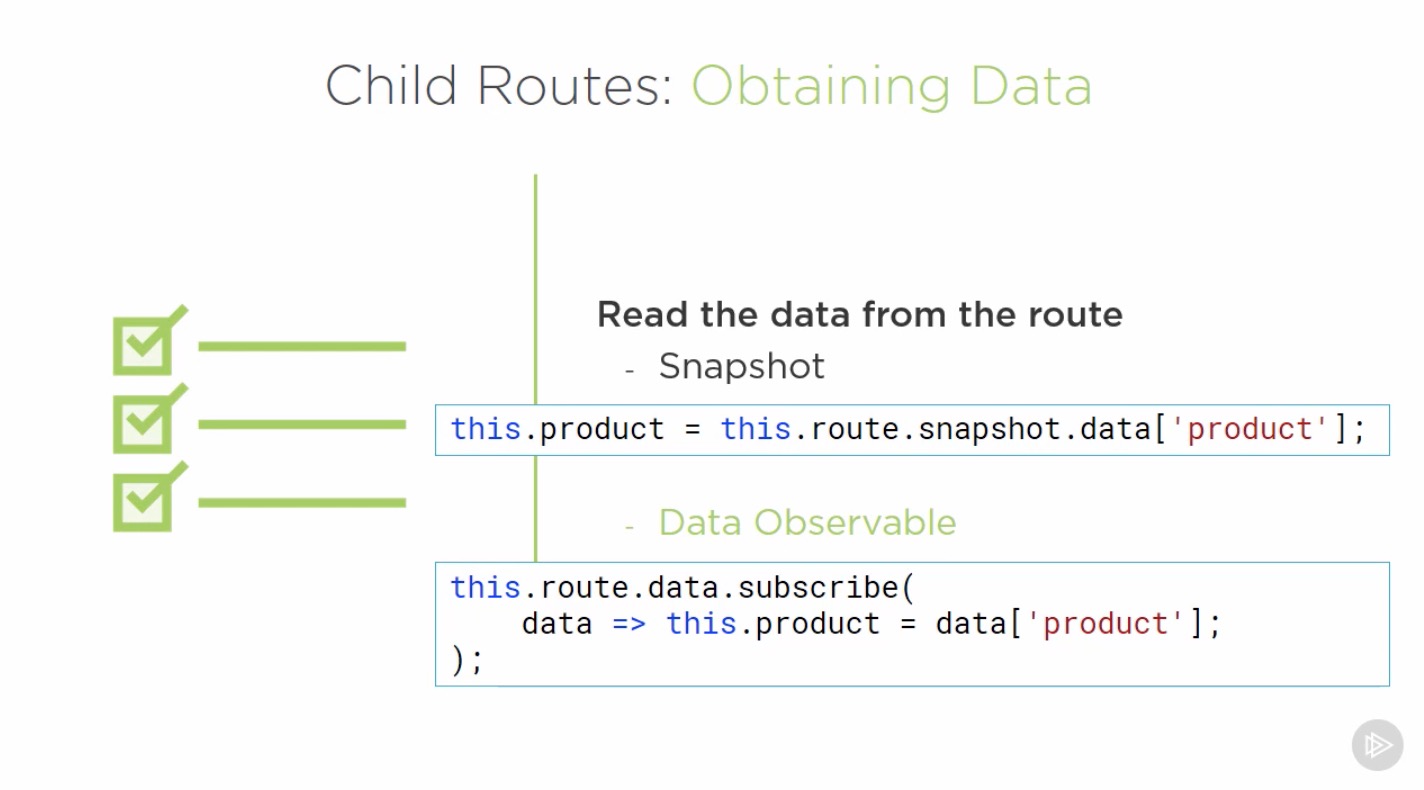 Child Routes: Obtaining Data
Read the data from the route
- Snapshot
this.product = this.route.snapshot.data['product'];
- Data Observable
this.route.data.subscribe(
    data => this.product = data['product'];
);